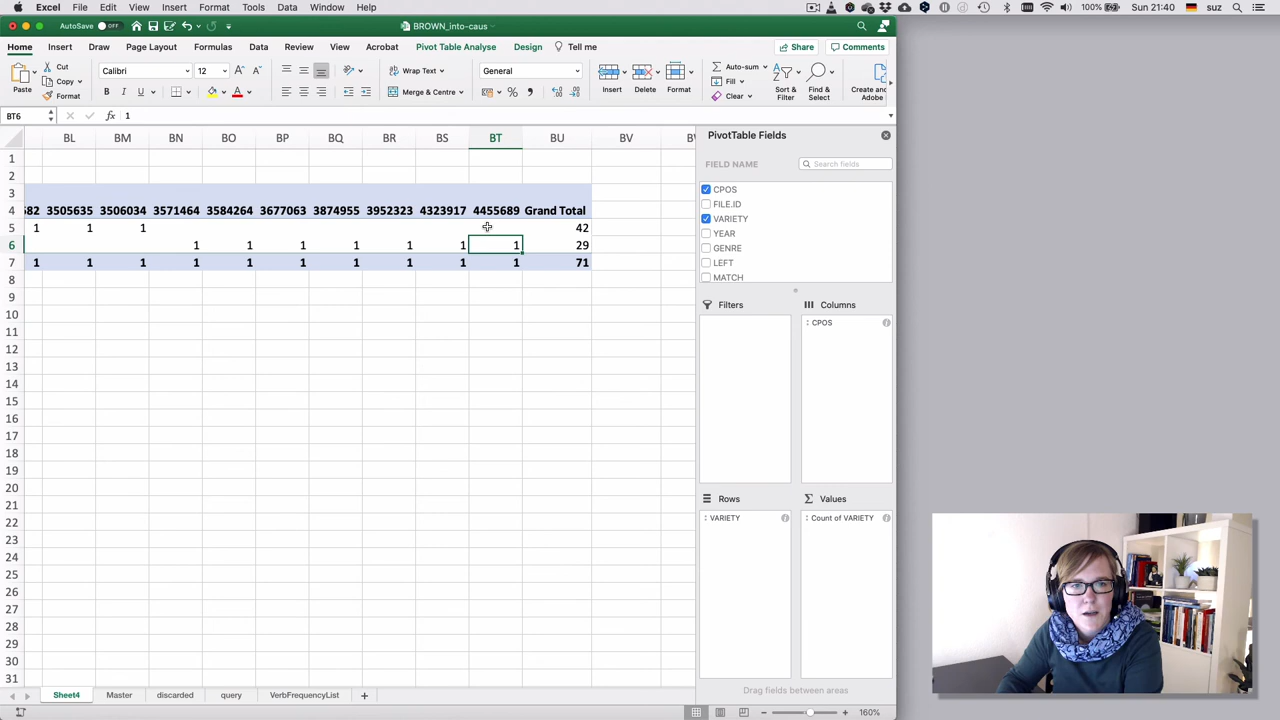 Excel File Edit View Insert Format Tools Data Window Help 100% suz Sun 21:40
AutoSave OFF BROWN_into-caus
Home Insert Draw Page Layout Formulas Data Review View Acrobat Pivot Table Analyse Design Tell me Share Comments
Paste Cut Copy Format
Calibri 12
B I U
Wrap Text
Merge & Centre
General
Insert Delete Format
Auto-sum Fill Clear
Sort & Filter
Find & Select
Create and Adobe
BT6 fx 1
BL BM BN BO BP BQ BR BS BT BU BV
1
2
3
4 582 3505635 3506034 3571464 3584264 3677063 3874955 3952323 4323917 4455689 Grand Total
5 1 1 1 42
6 1 1 1 1 1 1 1 29
7 1 1 1 1 1 1 1 1 1 1 71
8
9
10
11
12
13
14
15
16
17
18
19
20
21
22
23
24
25
26
27
28
29
30
31
PivotTable Fields
FIELD NAME Search fields
CPOS
FILE.ID
VARIETY
YEAR
GENRE
LEFT
MATCH
Filters Columns
CPOS
Rows Values
VARIETY Count of VARIETY
Drag fields between areas
Sheet4 Master discarded query VerbFrequencyList
160%